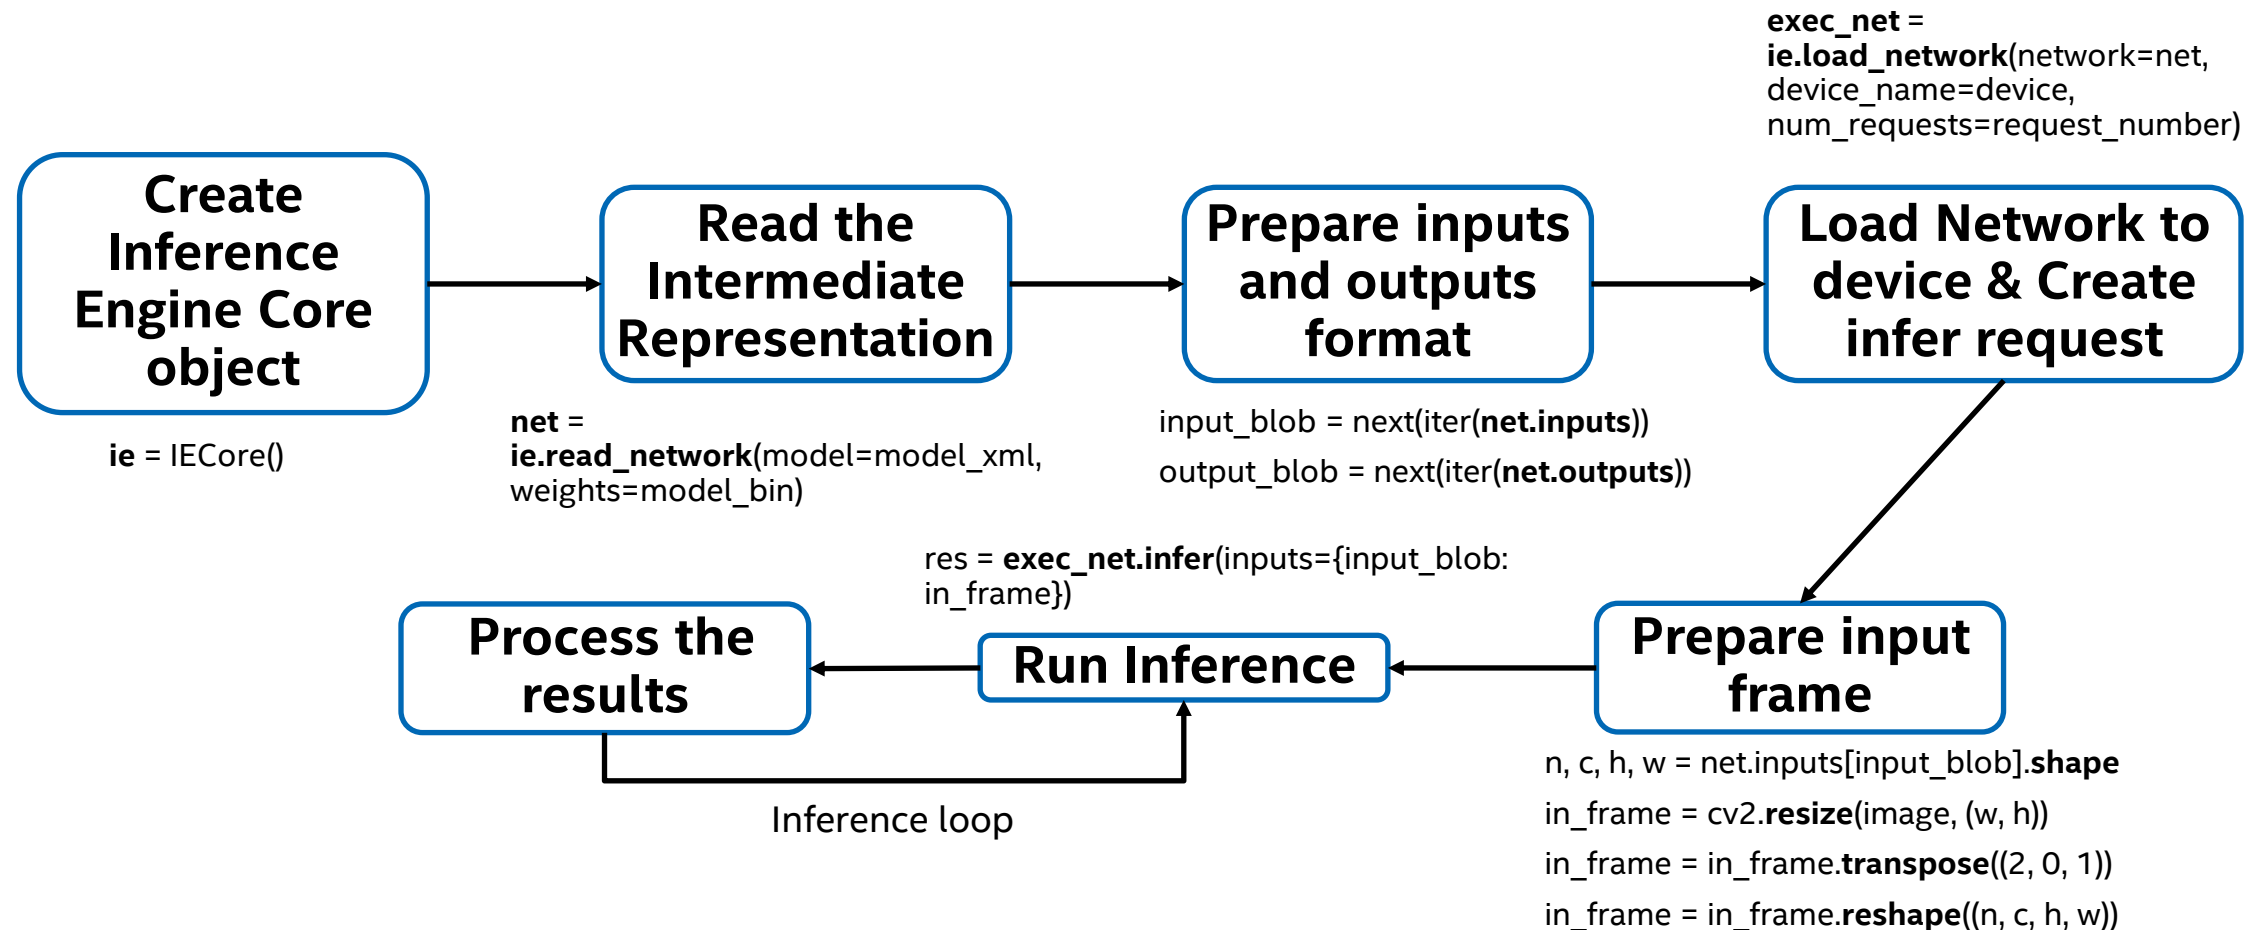 exec_net =
ie.load_network(network=net,
device_name=device,
num_requests=request_number)
Create
Inference
Engine Core
object
ie = IECore()
Read the
Intermediate
Representation
net =
ie.read_network(model=model_xml,
weights=model_bin)
Prepare inputs
and outputs
format
input_blob = next(iter(net.inputs))
output_blob = next(iter(net.outputs))
Load Network to
device & Create
infer request
Prepare input
frame
n, c, h, w = net.inputs[input_blob].shape
in_frame = cv2.resize(image, (w, h))
in_frame = in_frame.transpose((2, 0, 1))
in_frame = in_frame.reshape((n, c, h, w))
res = exec_net.infer(inputs={input_blob:
in_frame})
Run Inference
Process the
results
Inference loop